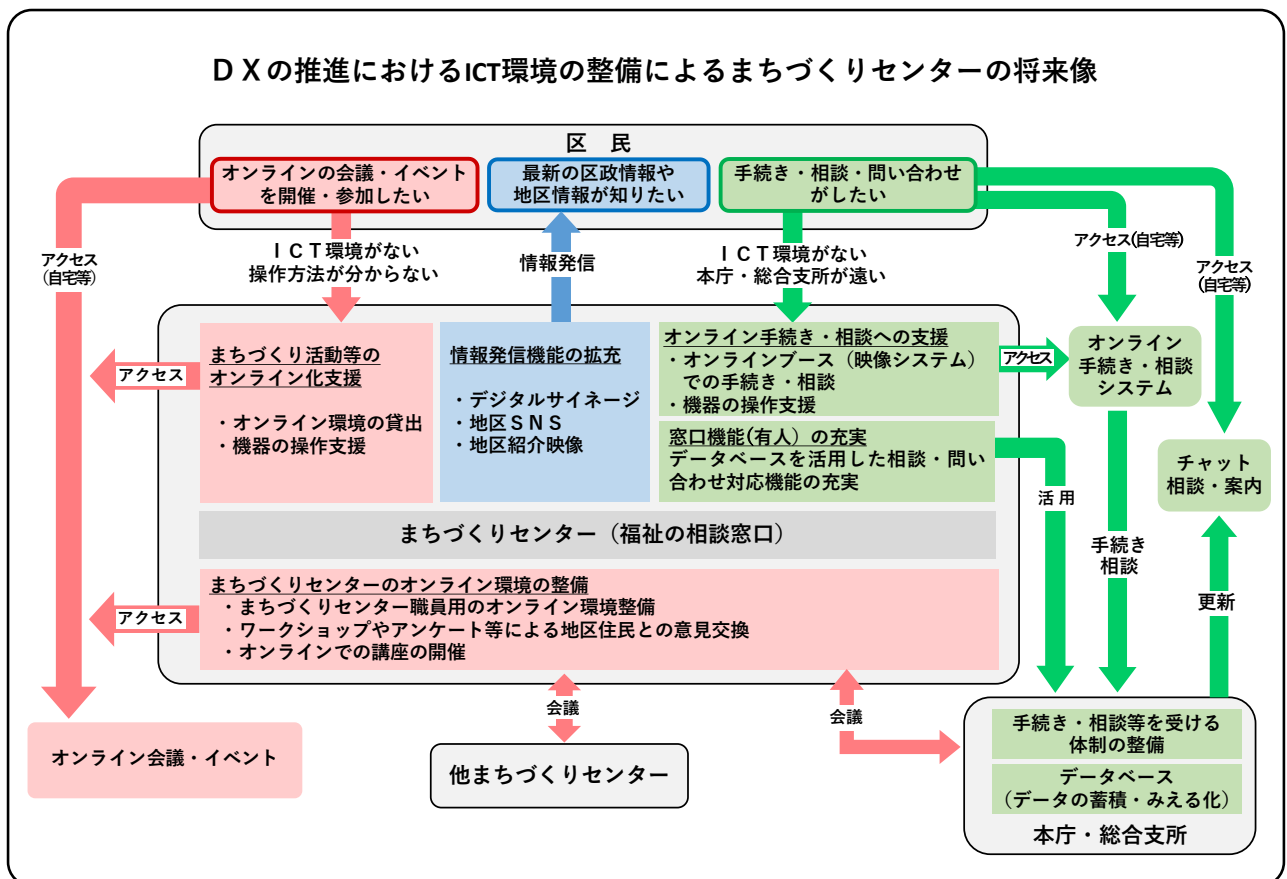 ＤＸの推進におけるICT環境の整備によるまちづくりセンターの将来像
区　民
オンラインの会議・イベント
を開催・参加したい
最新の区政情報や
地区情報が知りたい
手続き・相談・問い合わせ
がしたい
アクセス
（自宅等）
ＩＣＴ環境がない
操作方法が分からない
情報発信
ＩＣＴ環境がない
本庁・総合支所が遠い
アクセス(自宅等)
アクセス
(自宅等)
まちづくり活動等の
オンライン化支援
・オンライン環境の貸出
・機器の操作支援
アクセス
情報発信機能の拡充
・デジタルサイネージ
・地区ＳＮＳ
・地区紹介映像
オンライン手続き・相談への支援
・オンラインブース（映像システム）
での手続き・相談
・機器の操作支援
アクセス
オンライン
手続き・相談
システム
窓口機能(有人）の充実
データベースを活用した相談・問い
合わせ対応機能の充実
活用
チャット
相談・案内
手続き
相談
更新
まちづくりセンター（福祉の相談窓口）
まちづくりセンターのオンライン環境の整備
・まちづくりセンター職員用のオンライン環境整備
・ワークショップやアンケート等による地区住民との意見交換
・オンラインでの講座の開催
アクセス
会議
会議
オンライン会議・イベント
他まちづくりセンター
手続き・相談等を受ける
体制の整備
データベース
（データの蓄積・みえる化）
本庁・総合支所